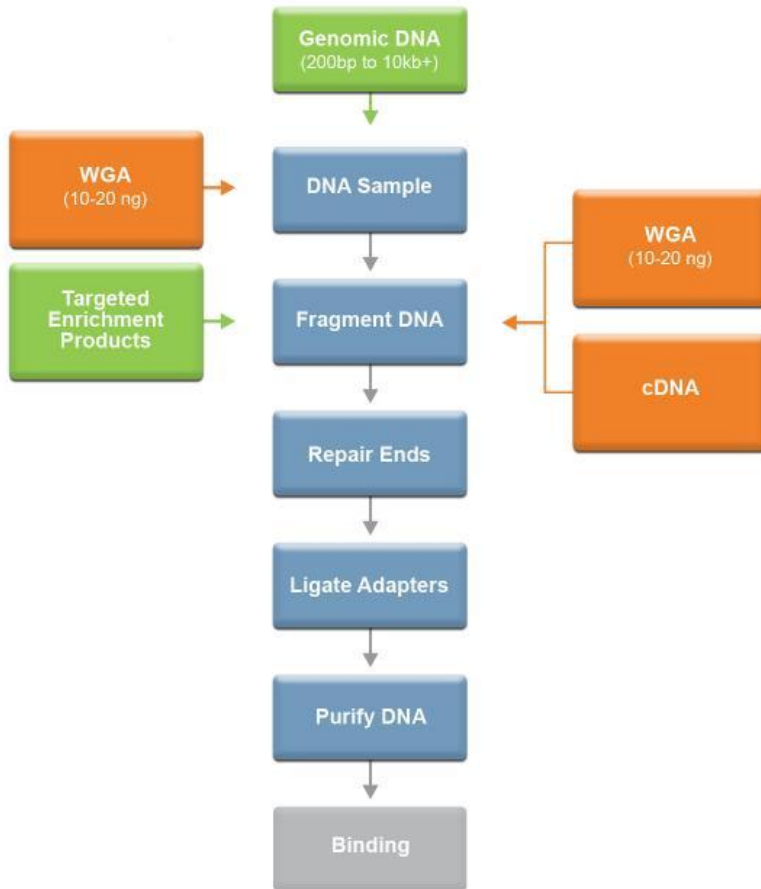 Genomic DNA
(200bp to 10kb+)
WGA
(10-20 ng)
DNA Sample
WGA
(10-20 ng)
Targeted
Enrichment
Products
Fragment DNA
cDNA
Repair Ends
Ligate Adapters
Purify DNA
Binding